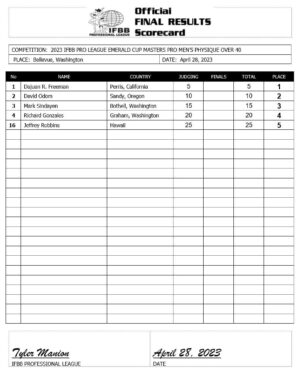 Official
IFBB FINAL RESULTS
PROFESSIONAL LEAGUE Scorecard
COMPETITION: 2023 IFBB PRO LEAGUE EMERALD CUP MASTERS PRO MEN'S PHYSIQUE OVER 40
PLACE: Bellevue, Washington DATE: April 28, 2023
No NAME COUNTRY JUDGING FINALS TOTAL PLACE
1 Dajuan R. Freeman Perris, California 5 5 1
2 David Odom Sandy, Oregon 10 10 2
3 Mark Sindayen Bothell, Washington 15 15 3
4 Richard Gonzales Graham, Washington 20 20 4
16 Jeffrey Robbins Hawaii 25 25 5
Tyler Manion April 28, 2023
IFBB PROFESSIONAL LEAGUE DATE